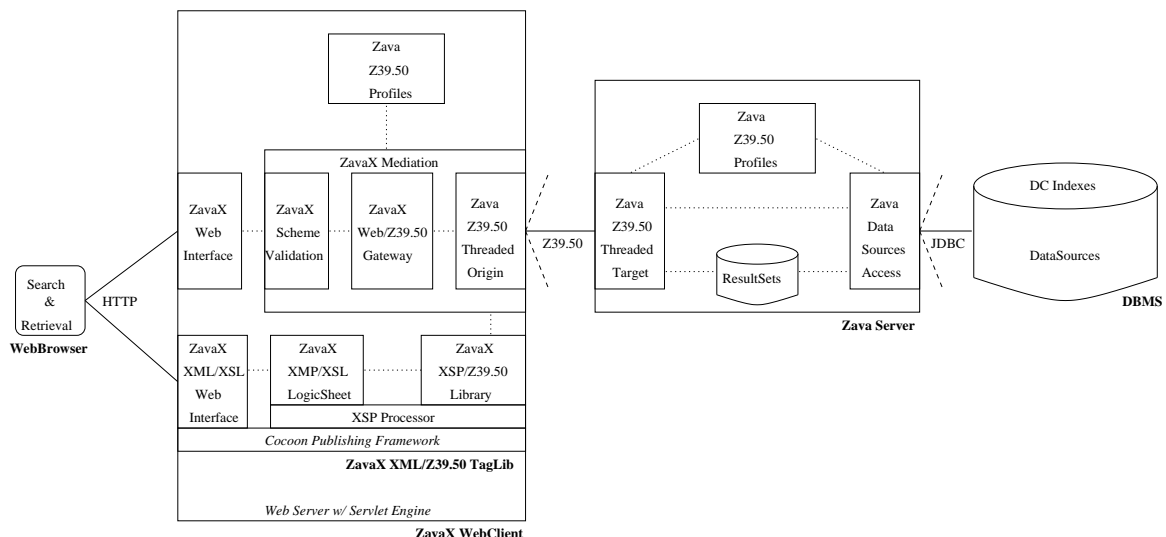 Zava
Z39.50
Profiles
ZavaX Mediation
ZavaX
Web
Interface
ZavaX
Scheme
Validation
ZavaX
Web/Z39.50
Gateway
Zava
Z39.50
Threaded
Origin
Z39.50
Zava
Z39.50
Profiles
Zava
Z39.50
Threaded
Target
ResultSets
Zava
Data
Sources
Access
Zava Server
JDBC
DC Indexes
DataSources
DBMS
Search
&
Retrieval
WebBrowser
HTTP
ZavaX
XML/XSL
Web
Interface
ZavaX
XMP/XSL
LogicSheet
ZavaX
XSP/Z39.50
Library
XSP Processor
Cocoon Publishing Framework
ZavaX XML/Z39.50 TagLib
Web Server w/ Servlet Engine
ZavaX WebClient